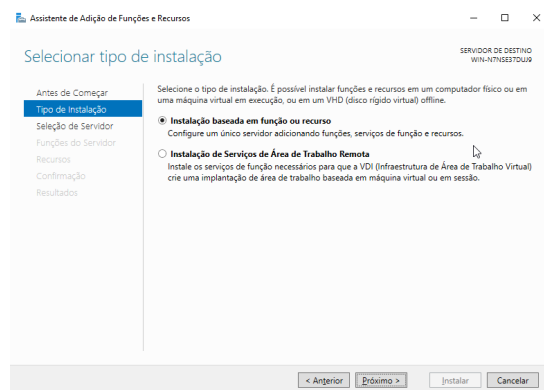 Assistente de Adição de Funções e Recursos
Selecionar tipo de instalação
SERVIDOR DE DESTINO
WIN-N7NSE37DUJ9
Antes de Começar
Tipo de Instalação
Seleção de Servidor
Funções do Servidor
Recursos
Confirmação
Resultados
Selecione o tipo de instalação. É possível instalar funções e recursos em um computador físico ou em
uma máquina virtual em execução, ou em um VHD (disco rígido virtual) offline.
Instalação baseada em função ou recurso
Configure um único servidor adicionando funções, serviços de função e recursos.
Instalação de Serviços de Área de Trabalho Remota
Instale os serviços de função necessários para que a VDI (Infraestrutura de Área de Trabalho Virtual)
crie uma implantação de área de trabalho baseada em máquina virtual ou em sessão.
< Anterior
Próximo >
Instalar
Cancelar